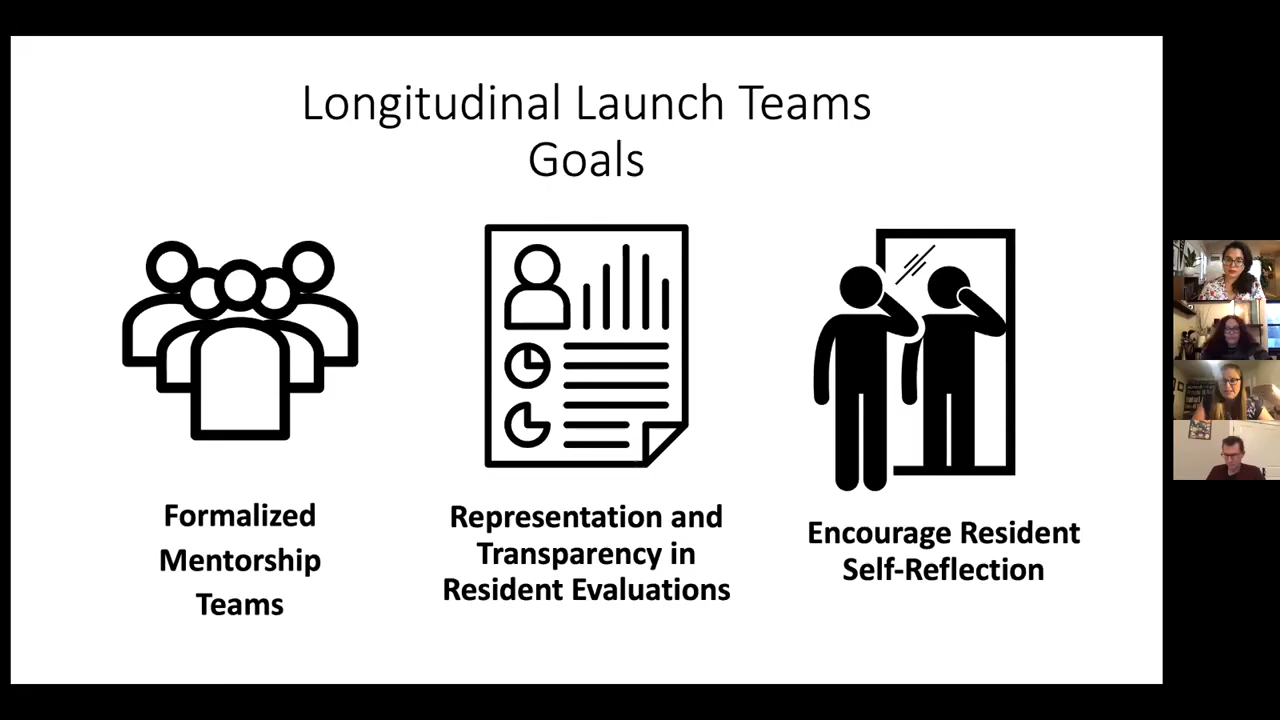 Longitudinal Launch Teams
Goals
Formalized
Mentorship
Teams
Representation and
Transparency in
Resident Evaluations
Encourage Resident
Self-Reflection